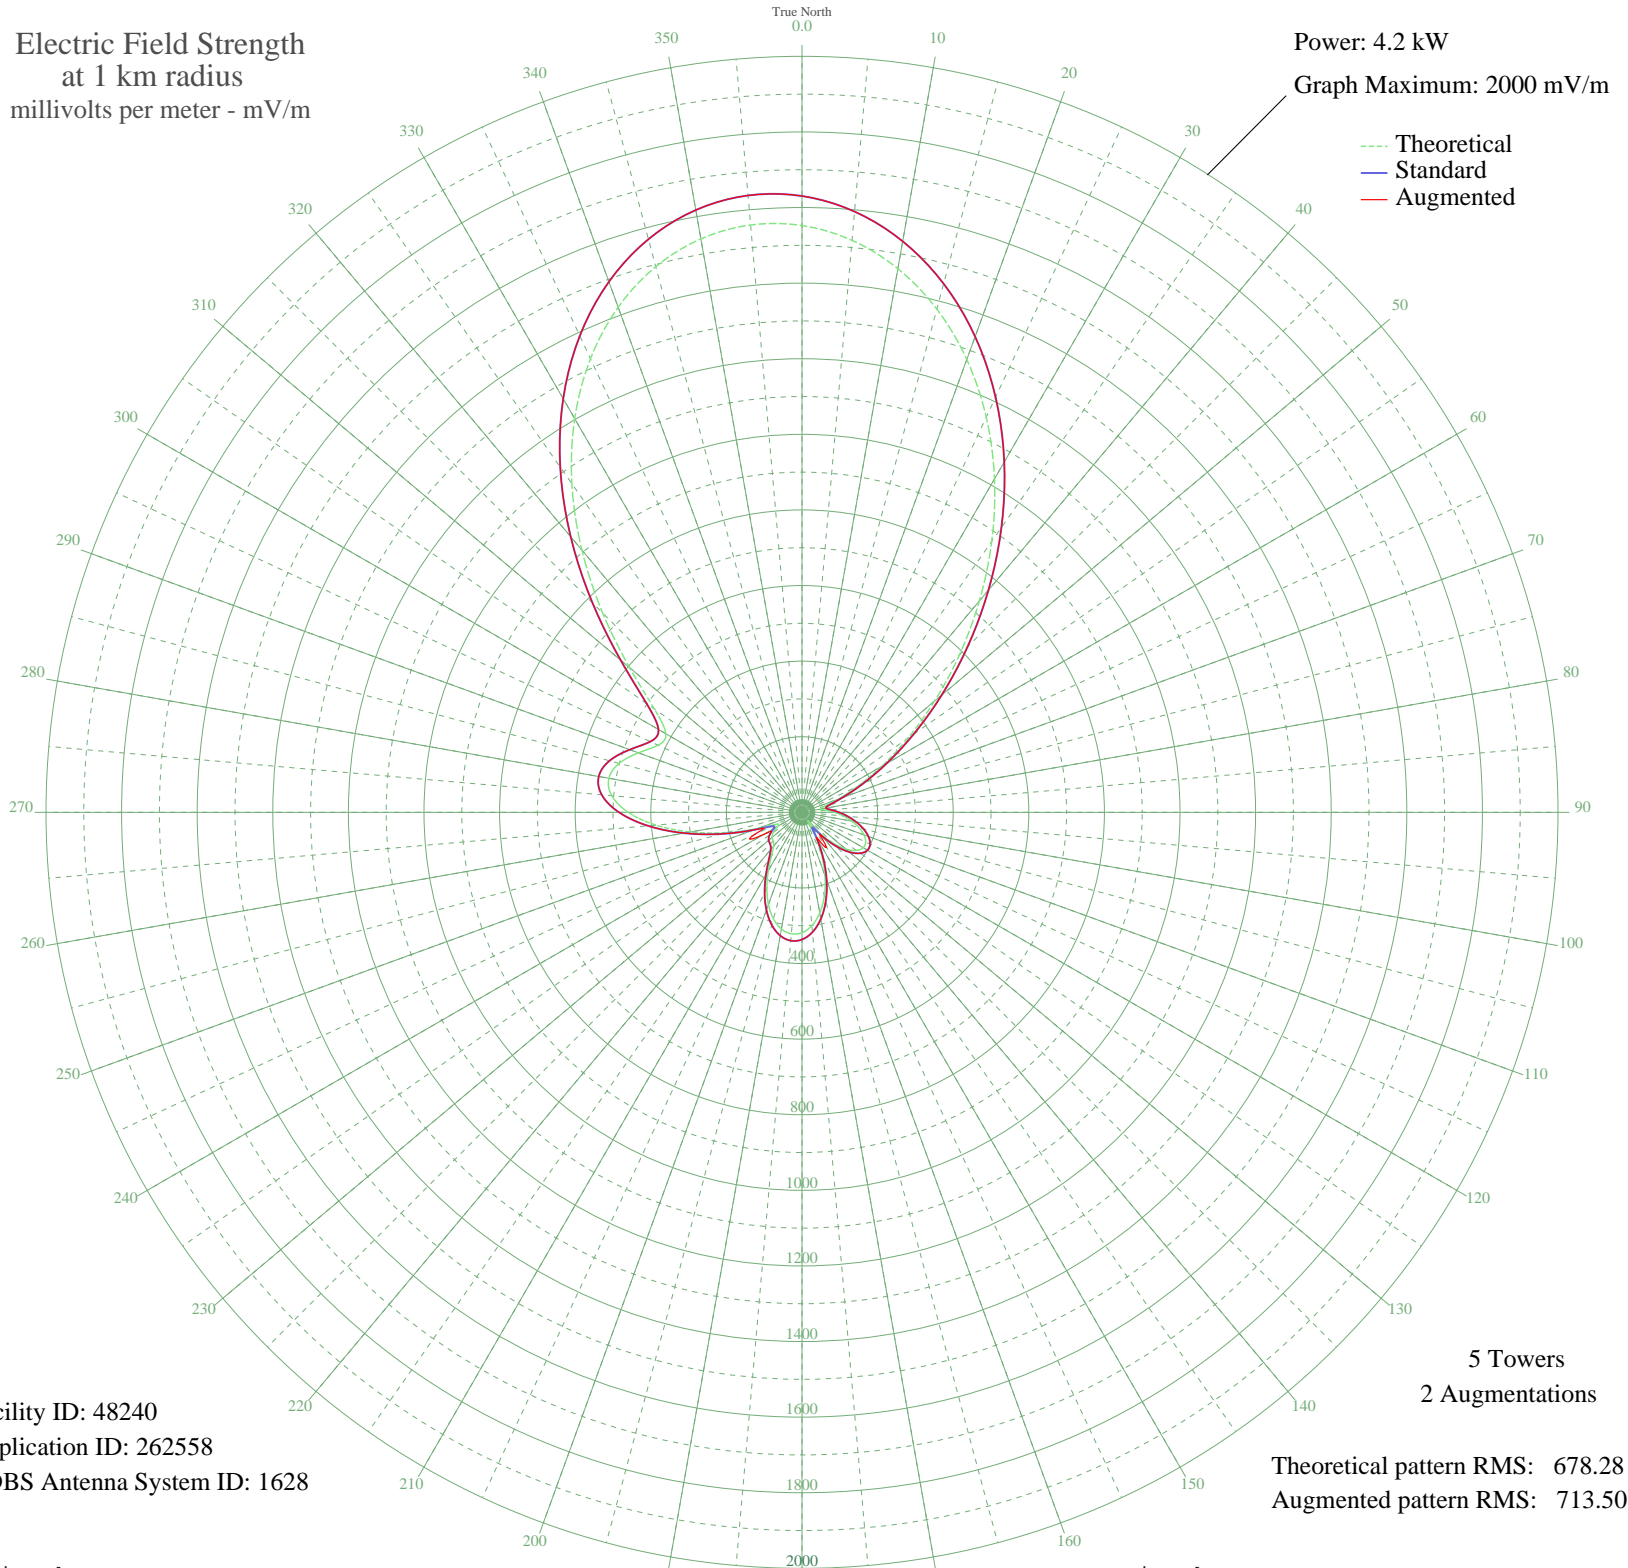 True North
0.0
Electric Field Strength
at 1 km radius
millivolts per meter - mV/m
Power: 4.2 kW
Graph Maximum: 2000 mV/m
Theoretical
Standard
Augmented
10
20
30
40
50
60
70
80
90
100
110
120
130
140
150
160
200
210
220
230
240
250
260
270
280
290
300
310
320
330
340
350
400
600
800
1000
1200
1400
1600
1800
2000
5 Towers
2 Augmentations
cility ID: 48240
plication ID: 262558
DBS Antenna System ID: 1628
Theoretical pattern RMS: 678.28
Augmented pattern RMS: 713.50